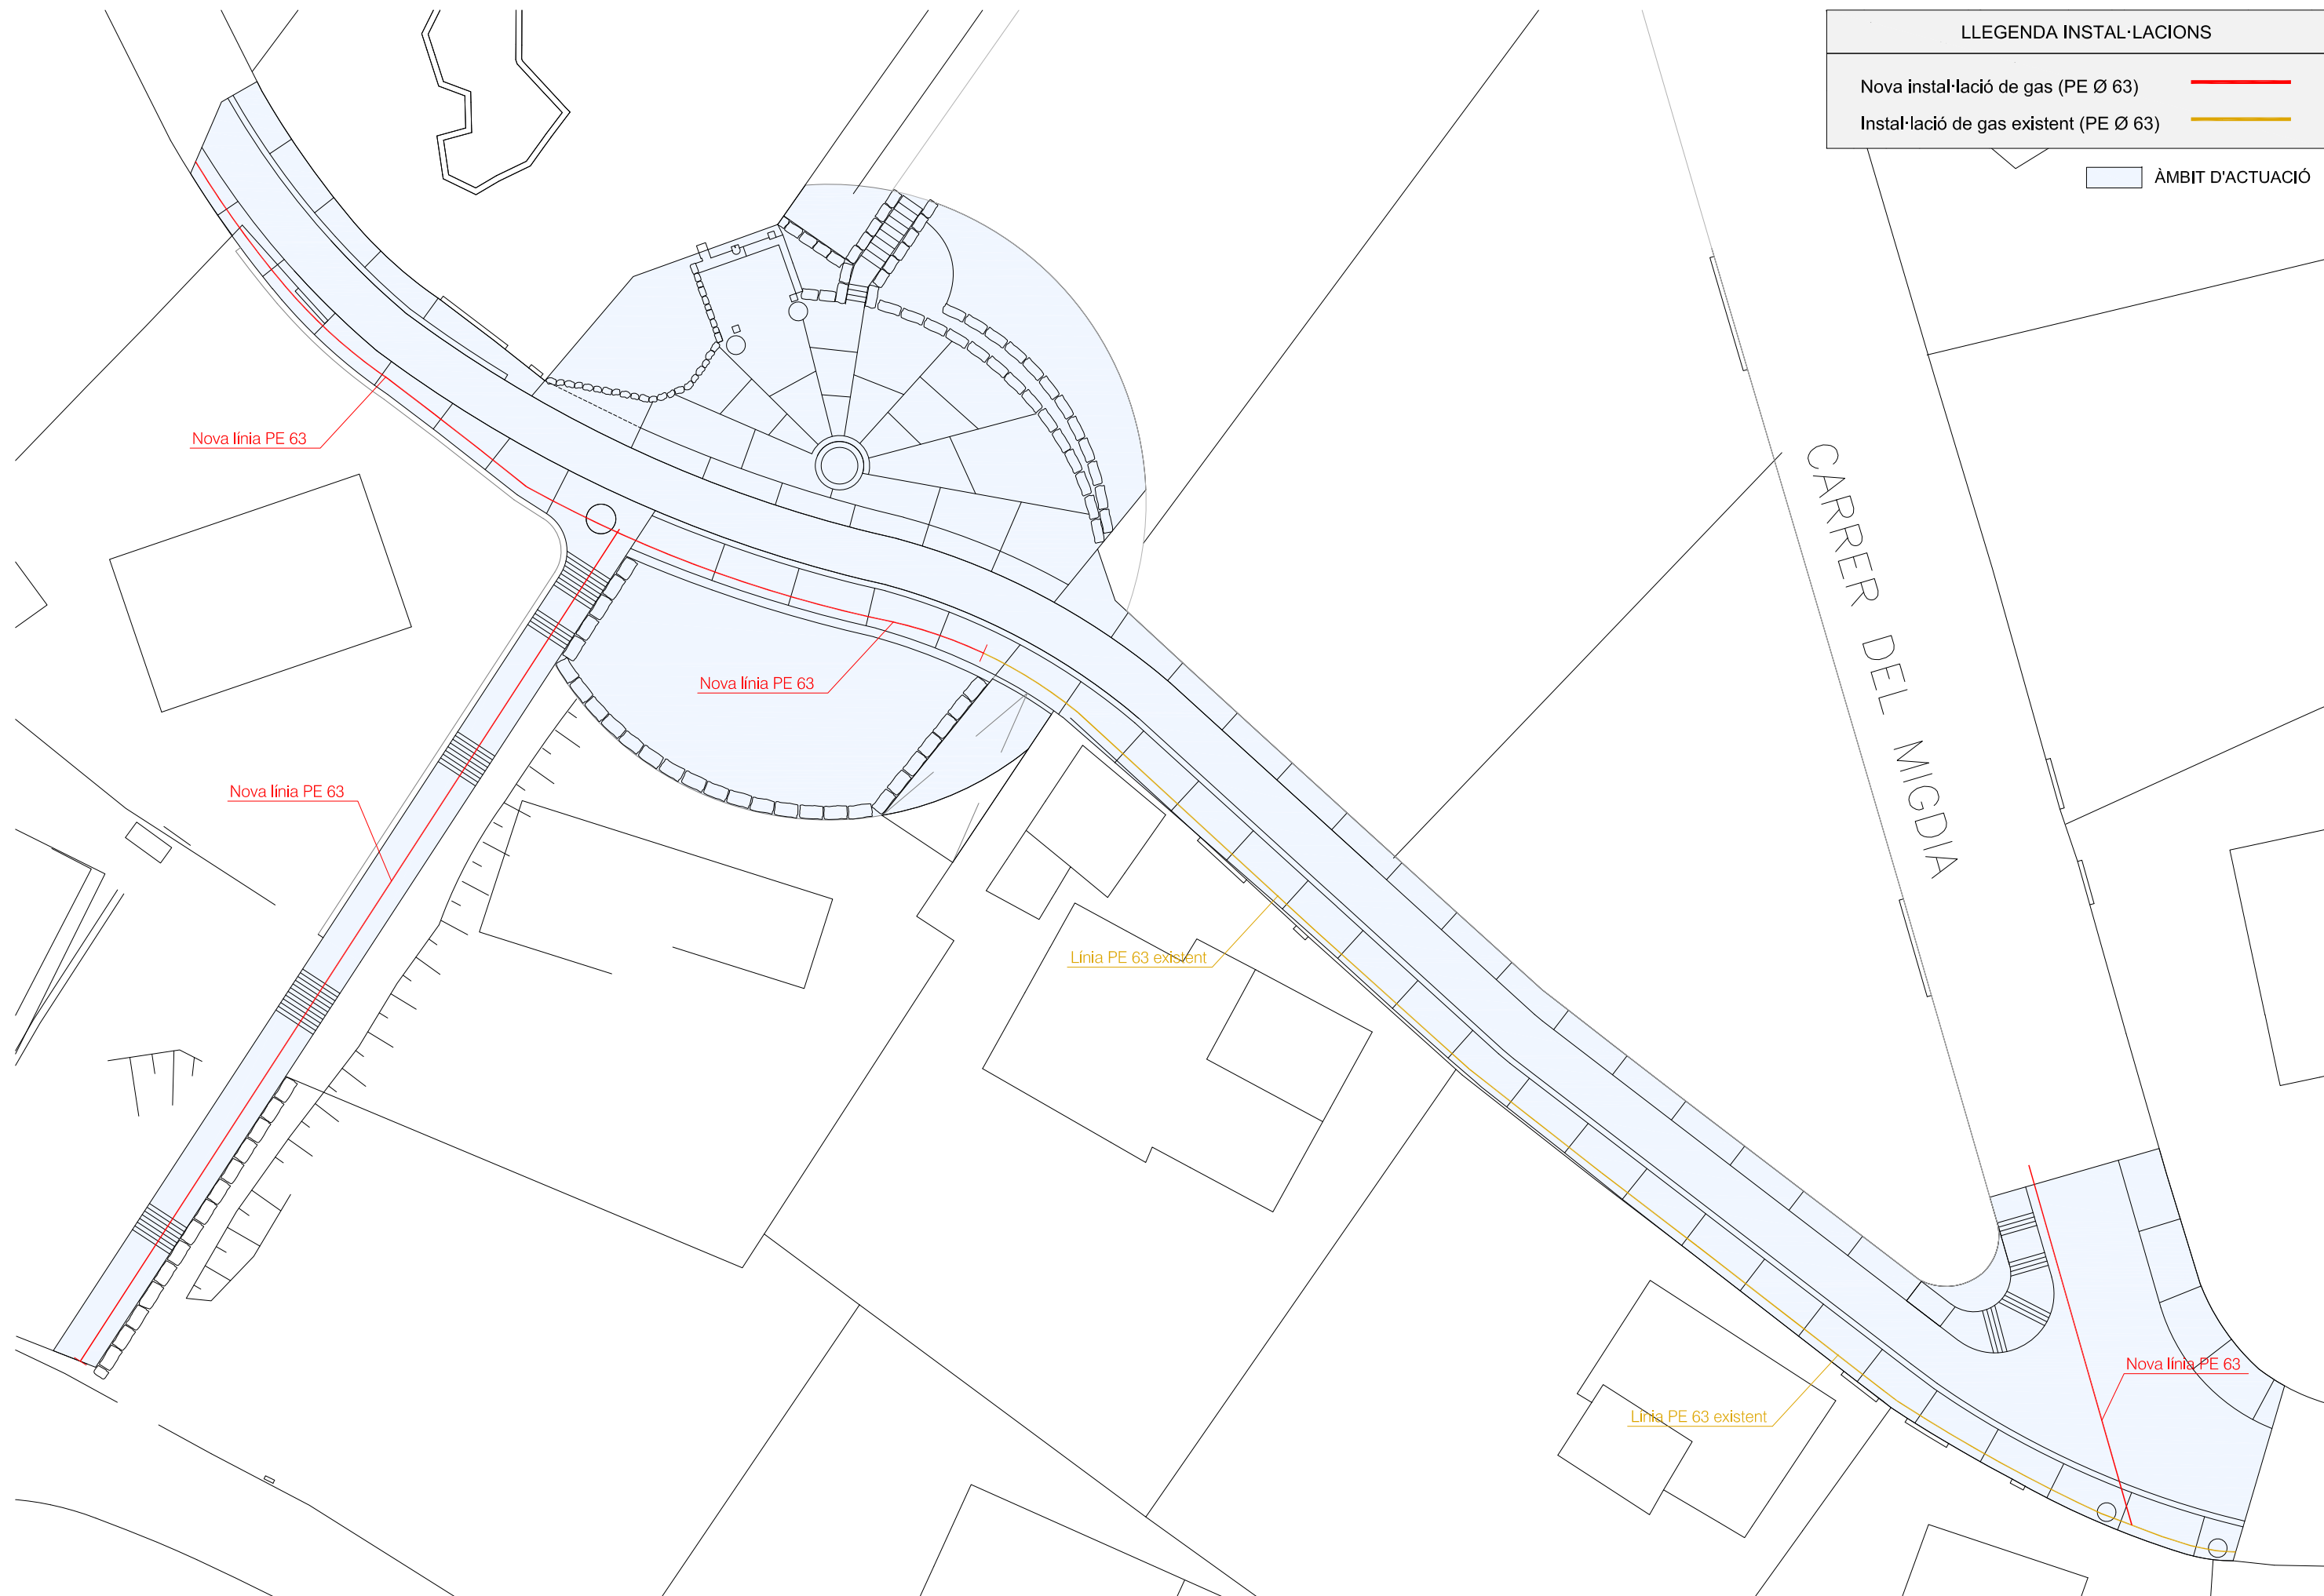 LLEGENDA INSTAL·LACIONS
Nova instal·lació de gas (PE Ø 63)
Instal·lació de gas existent (PE Ø 63)
ÀMBIT D'ACTUACIÓ
Nova línia PE 63
CARRER DEL MIGDIA
Nova línia PE 63
Nova línia PE 63
Línia PE 63 existent
Nova línia PE 63
Línia PE 63 existent